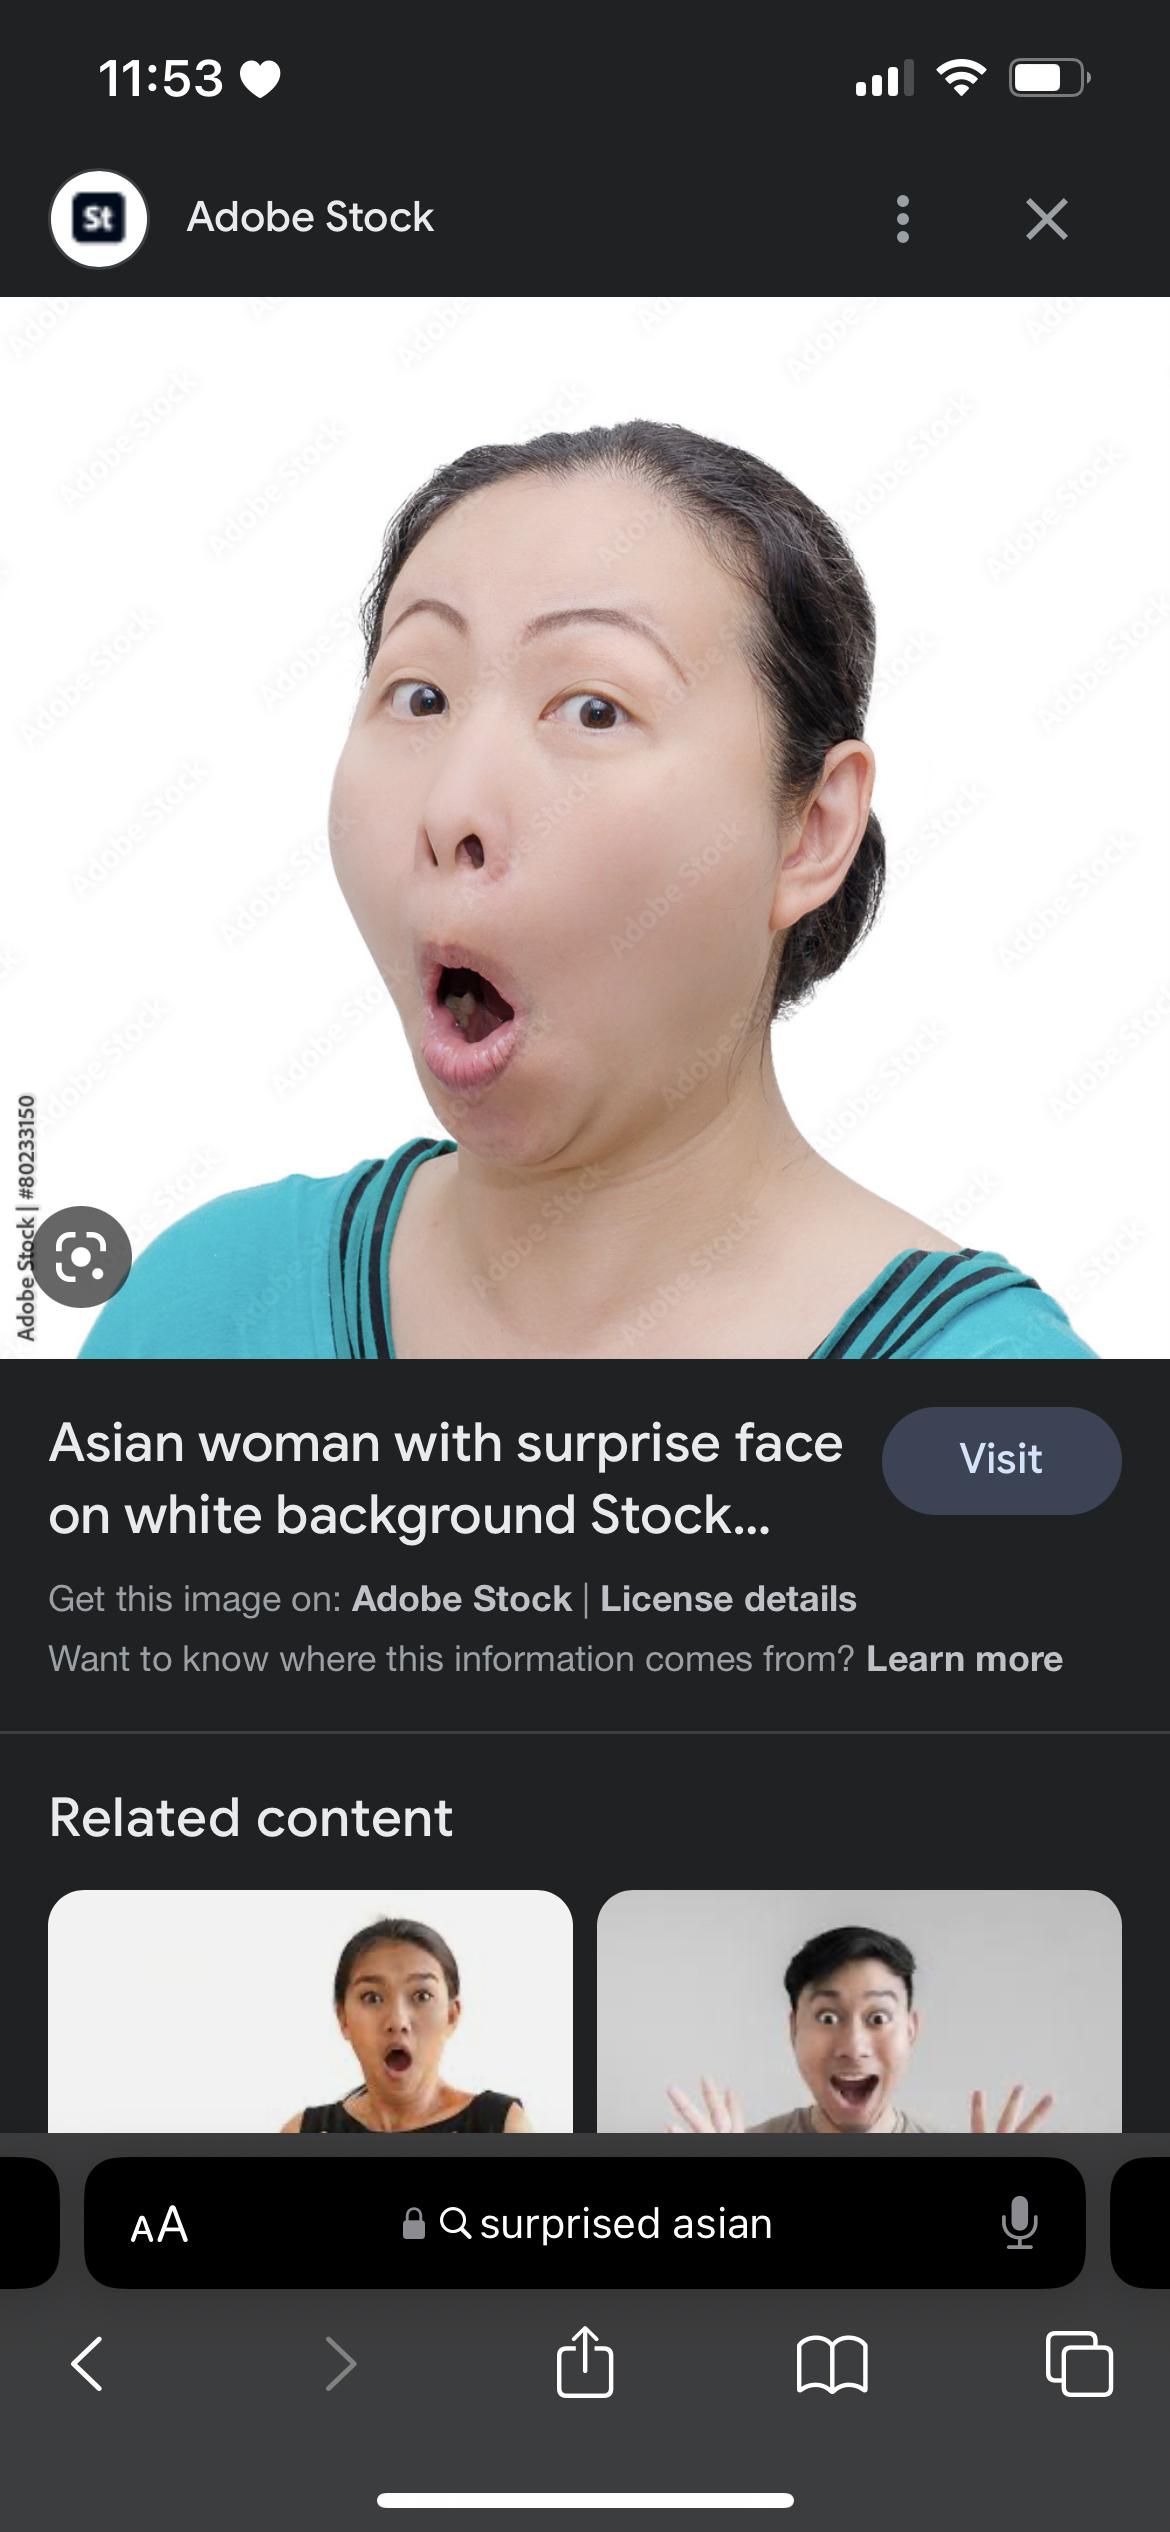 11:53
St
Adobe Stock
Adobe Stock | #80233150
Asian woman with surprise face
on white background Stock...
Visit
Get this image on: Adobe Stock | License details
Want to know where this information comes from? Learn more
Related content
AA
surprised asian